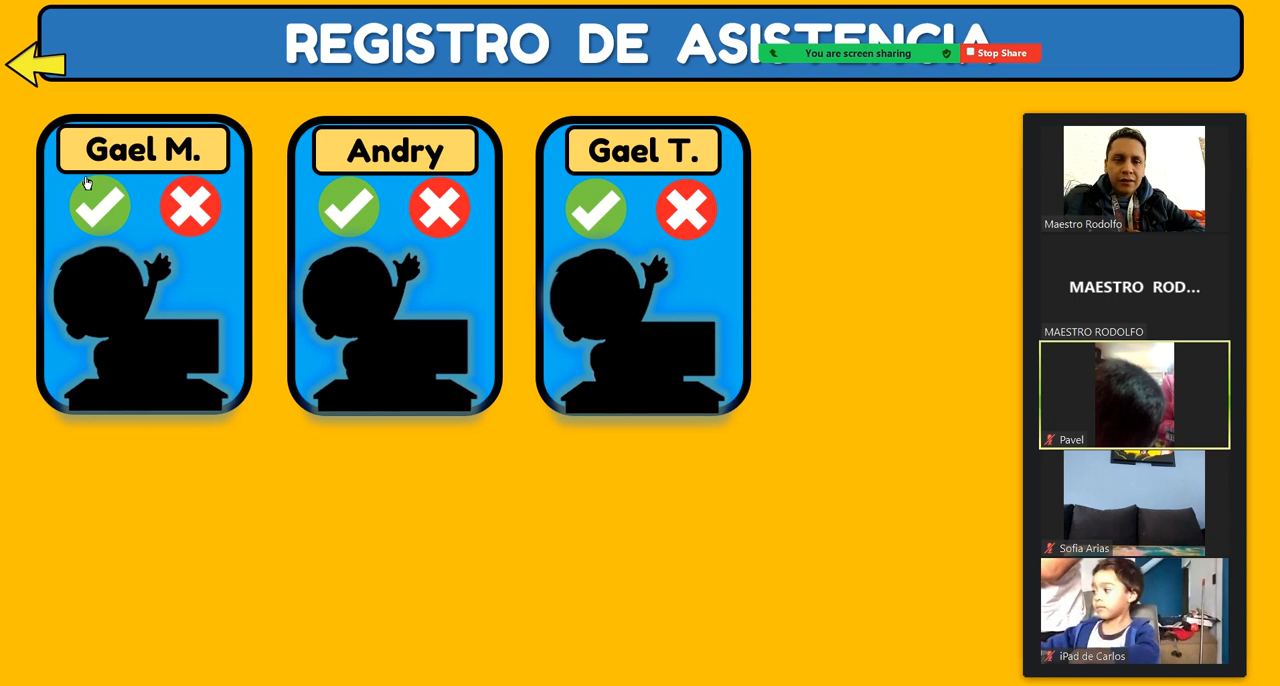 REGISTRO DE ASISTENCIA
You are screen sharing
Stop Share
Gael M.
Andry
Gael T.
Maestro Rodolfo
MAESTRO ROD...
MAESTRO RODOLFO
Pavel
Sofia Arias
iPad de Carlos